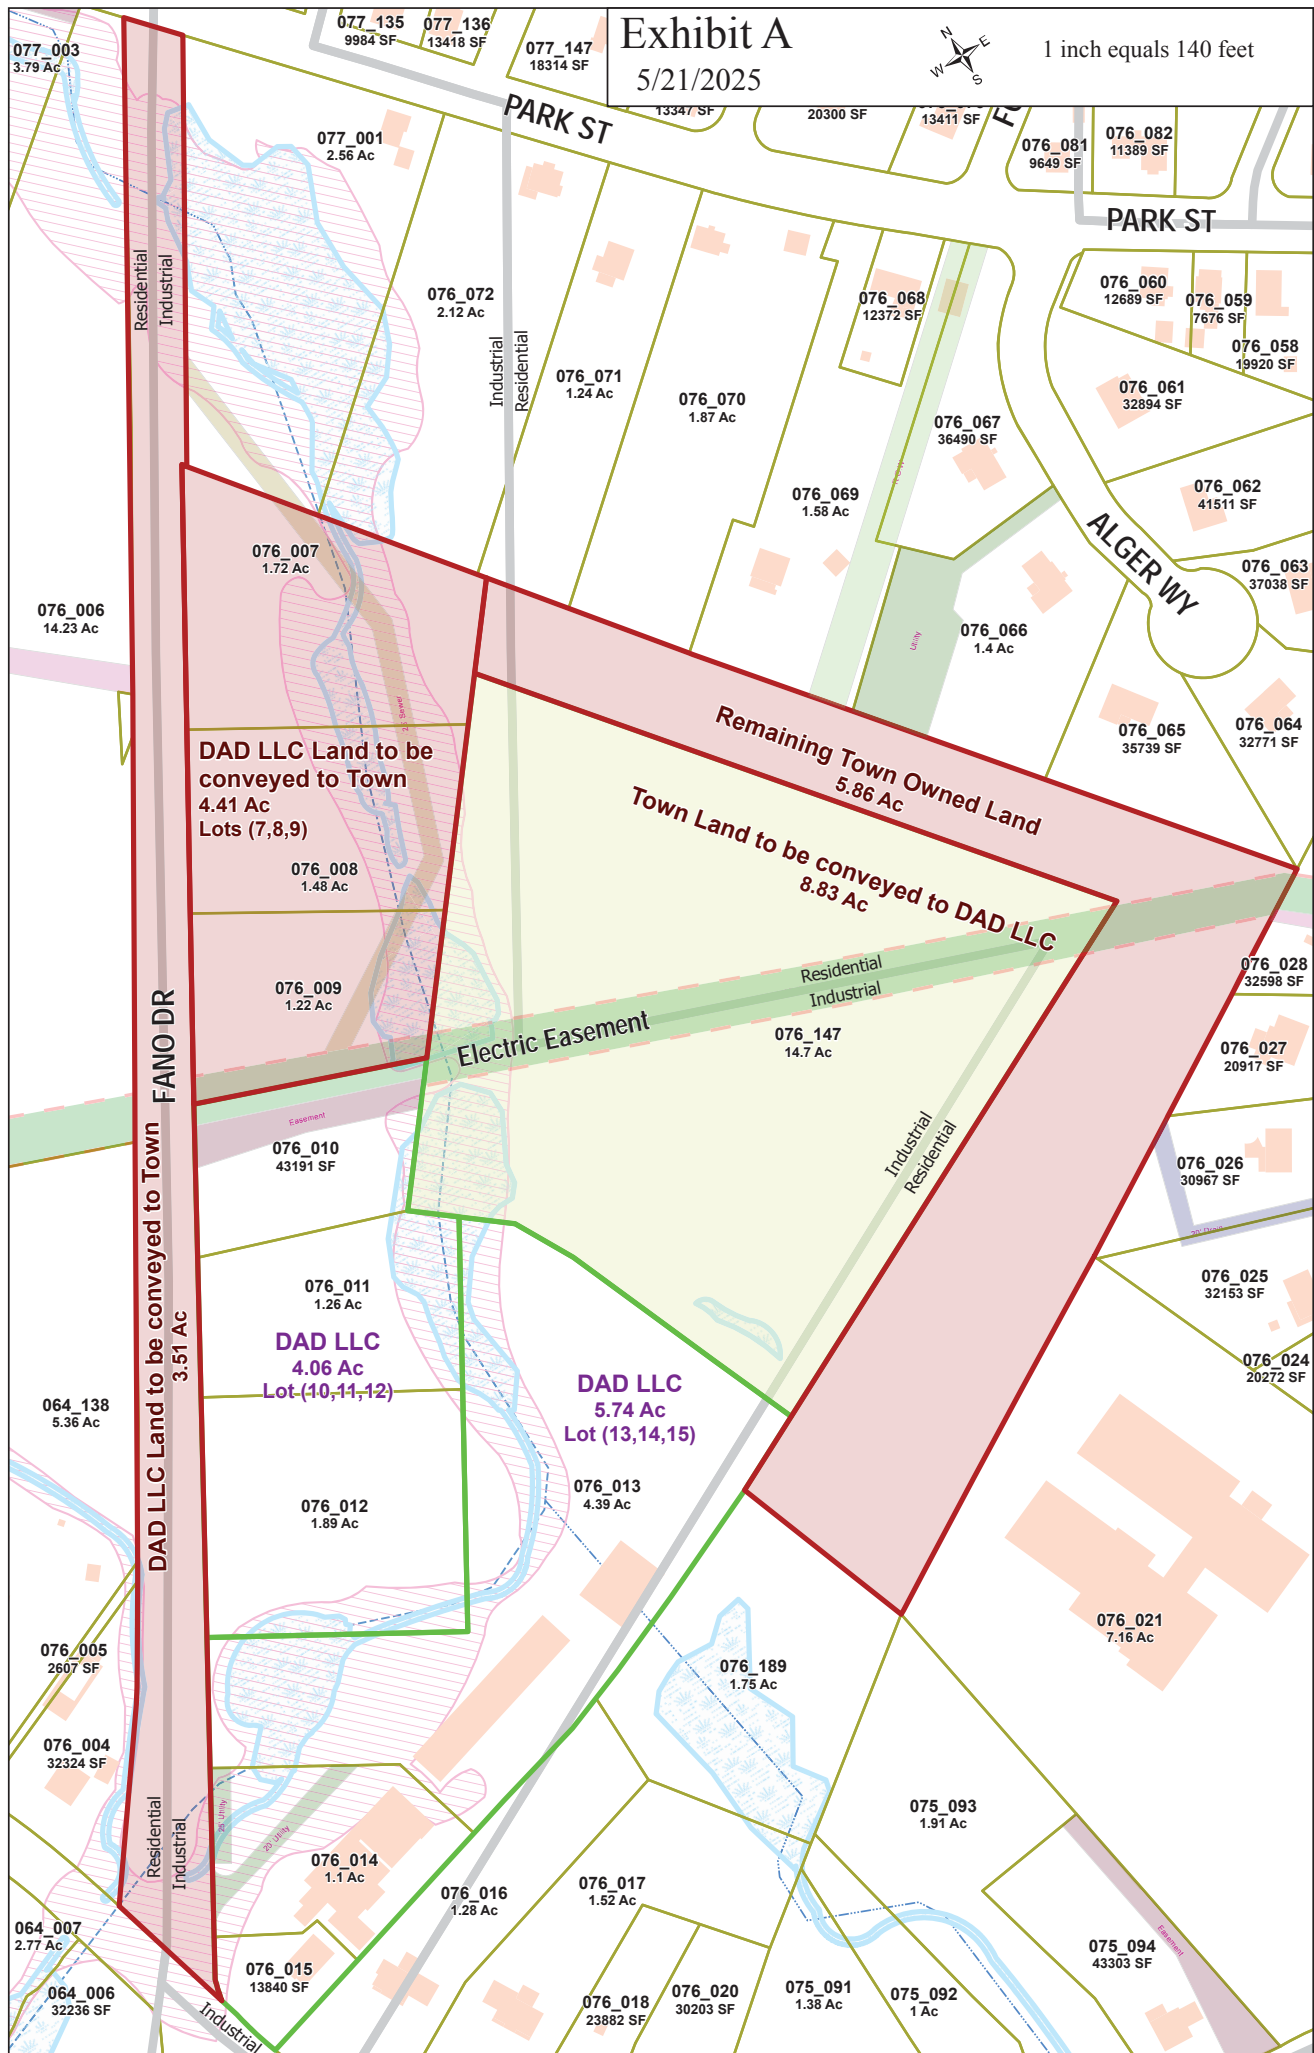 Exhibit A
5/21/2025
N
E
W
S
1 inch equals 140 feet
077_003
3.79 Ac
077_135
9984 SF
077_136
13418 SF
077_147
18314 SF
13347 SF
20300 SF
13411 SF
PARK ST
077_001
2.56 Ac
076_081
9649 SF
076_082
11389 SF
PARK ST
Residential
Industrial
076_072
2.12 Ac
Industrial
Residential
076_071
1.24 Ac
076_070
1.87 Ac
076_068
12372 SF
076_060
12689 SF
076_059
7676 SF
076_058
19920 SF
076_061
32894 SF
076_067
36490 SF
R.O.W
076_069
1.58 Ac
076_062
41511 SF
ALGER WY
076_063
37038 SF
076_007
1.72 Ac
076_006
14.23 Ac
Utility
076_066
1.4 Ac
076_065
35739 SF
076_064
32771 SF
Sewer
DAD LLC Land to be
conveyed to Town
4.41 Ac
Lots (7,8,9)
Remaining Town Owned Land
5.86 Ac
Town Land to be conveyed to DAD LLC
8.83 Ac
076_008
1.48 Ac
076_009
1.22 Ac
Residential
Industrial
Electric Easement
076_147
14.7 Ac
076_028
32598 SF
076_027
20917 SF
FANO DR
Easement
076_010
43191 SF
Industrial
Residential
076_026
30967 SF
20' Drain
076_025
32153 SF
076_024
20272 SF
DAD LLC Land to be conveyed to Town
3.51 Ac
076_011
1.26 Ac
DAD LLC
4.06 Ac
Lot (10,11,12)
DAD LLC
5.74 Ac
Lot (13,14,15)
064_138
5.36 Ac
076_012
1.89 Ac
076_013
4.39 Ac
076_021
7.16 Ac
076_005
2607 SF
076_189
1.75 Ac
076_004
32324 SF
Residential
Industrial
25' Utility
20' Utility
076_014
1.1 Ac
075_093
1.91 Ac
076_016
1.28 Ac
076_017
1.52 Ac
064_007
2.77 Ac
076_015
13840 SF
064_006
32236 SF
Industrial
076_018
23882 SF
076_020
30203 SF
075_091
1.38 Ac
075_092
1 Ac
075_094
43303 SF
Easement